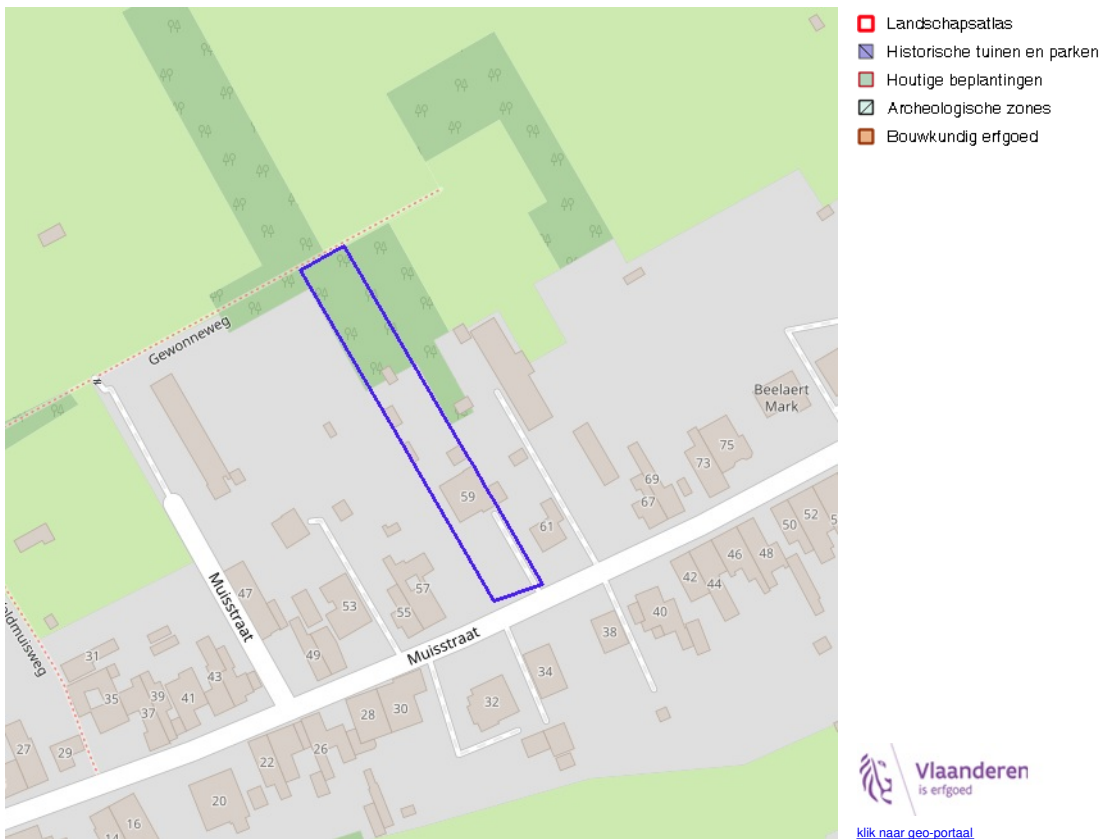 Landschapsatlas
Historische tuinen en parken
Houtige beplantingen
Archeologische zones
Bouwkundig erfgoed
Gewonneweg
Beelaert
Mark
75
73
69
67
59
61
52
50
48
46
44
42
40
38
57
55
53
47
49
Muisstraat
Muisstraat
34
32
31
43
39
41
35
37
30
28
26
22
27
29
20
16
14
Vlaanderen
is erfgoed
klik naar geo-portaal